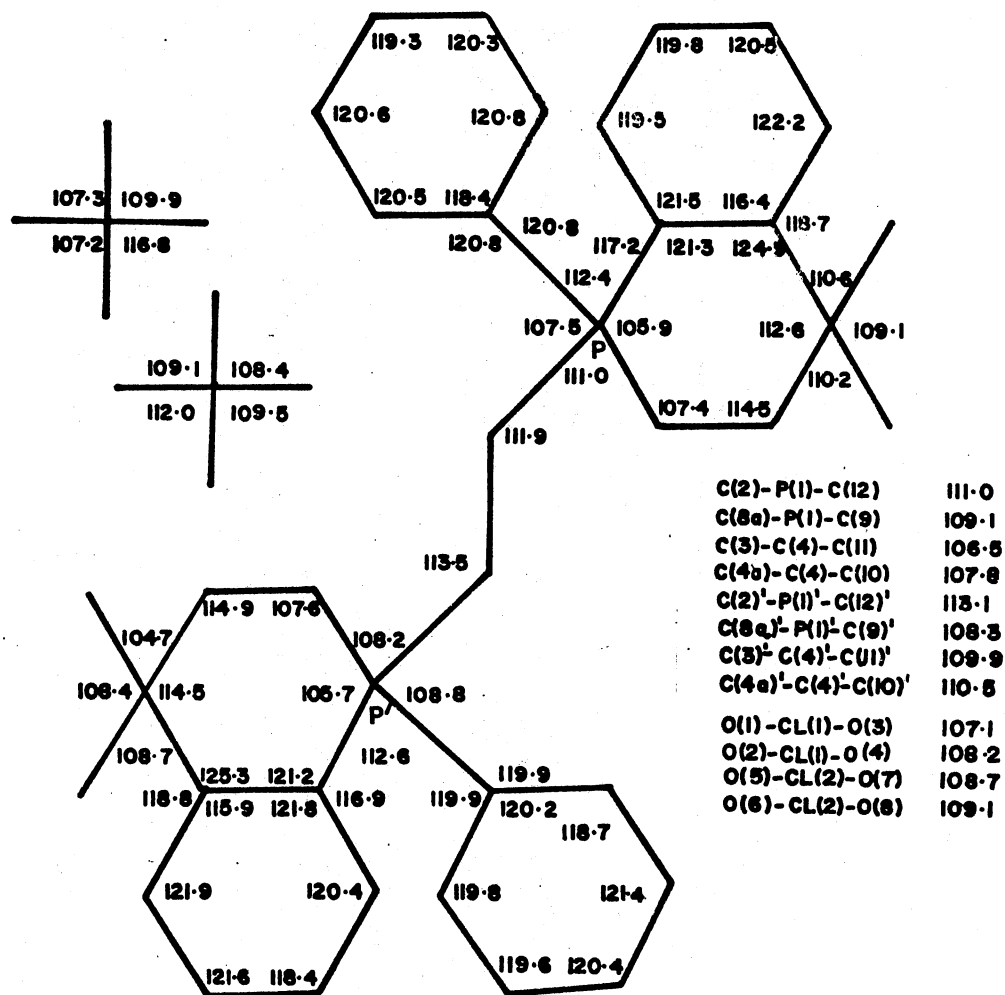 119·3 120·3
119·8 120·5
120·6 120·8
119·5 122·2
120·5 118·4
121·5 116·4
107·3 109·9
107·2 116·8
120·8
120·8
117·2 121·3 124·9 118·7
112·4
110·6
107·5 105·9
P
112·6 109·1
111·0
110·2
109·1 108·4
112·0 109·5
107·4 114·5
111·9
C(2)-P(1)-C(12) 111·0
C(8a)-P(1)-C(9) 109·1
C(3)-C(4)-C(11) 106·5
C(4a)-C(4)-C(10) 107·8
C(2)'-P(1)'-C(12)' 113·1
C(8a)'-P(1)'-C(9)' 108·3
C(3)'-C(4)'-C(11)' 109·9
C(4a)'-C(4)'-C(10)' 110·5
O(1)-CL(1)-O(3) 107·1
O(2)-CL(1)-O(4) 108·2
O(5)-CL(2)-O(7) 108·7
O(6)-CL(2)-O(8) 109·1
113·5
114·9 107·6
104·7 108·2
108·4 114·5
105·7 108·8
P'
108·7 112·6
125·3 121·2
119·9
118·8 115·9 121·8 116·9
119·9 120·2
118·7
121·9 120·4
119·8 121·4
121·6 118·4
119·6 120·4